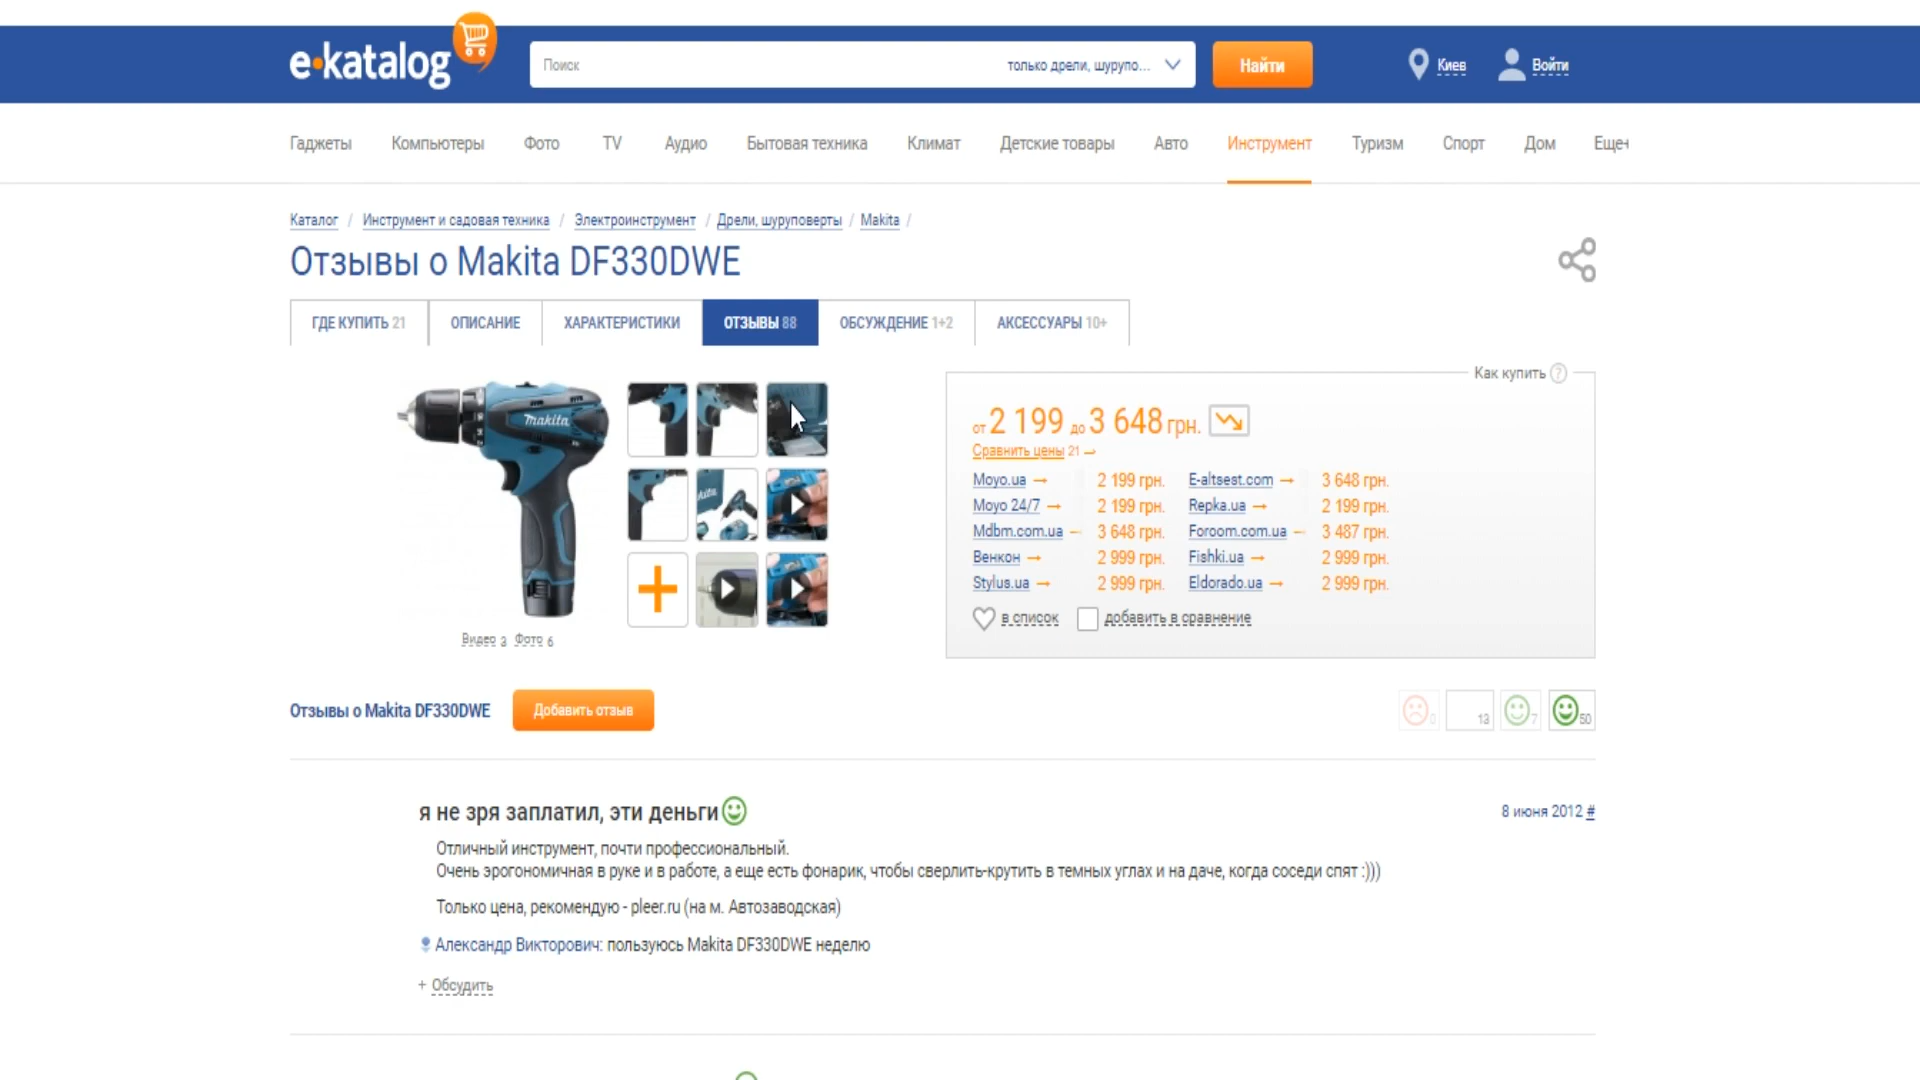 e·katalog
Поиск
только дрели, шурупо...
Найти
Киев
Войти
Гаджеты
Компьютеры
Фото
TV
Аудио
Бытовая техника
Климат
Детские товары
Авто
Инструмент
Туризм
Спорт
Дом
Еще+
Каталог / Инструмент и садовая техника / Электроинструмент / Дрели, шуруповерты / Makita /
Отзывы о Makita DF330DWE
ГДЕ КУПИТЬ 21
ОПИСАНИЕ
ХАРАКТЕРИСТИКИ
ОТЗЫВЫ 88
ОБСУЖДЕНИЕ 1+2
АКСЕССУАРЫ 10+
makita
Видео 3 Фото 6
Как купить ?
от 2 199 до 3 648 грн.
Сравнить цены 21 →
Moyo.ua → 2 199 грн. E-altsest.com → 3 648 грн.
Moyo 24/7 → 2 199 грн. Repka.ua → 2 199 грн.
Mdbm.com.ua → 3 648 грн. Foroom.com.ua → 3 487 грн.
Венкон → 2 999 грн. Fishki.ua → 2 999 грн.
Stylus.ua → 2 999 грн. Eldorado.ua → 2 999 грн.
в список
добавить в сравнение
Отзывы о Makita DF330DWE
Добавить отзыв
0
13
7
50
я не зря заплатил, эти деньги
8 июня 2012 #
Отличный инструмент, почти профессиональный.
Очень эрогономичная в руке и в работе, а еще есть фонарик, чтобы сверлить-крутить в темных углах и на даче, когда соседи спят :)))
Только цена, рекомендую - pleer.ru (на м. Автозаводская)
Александр Викторович: пользуюсь Makita DF330DWE неделю
+ Обсудить